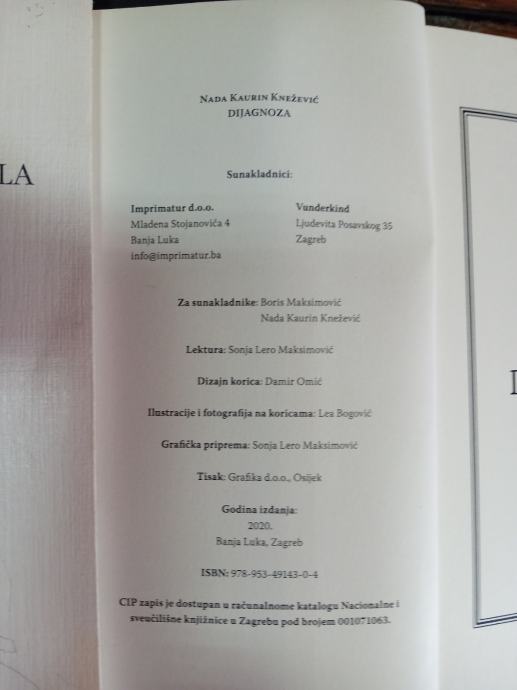 LA
NADA KAURIN KNEŽEVIĆ
DIJAGNOZA
Sunakladnici:
Imprimatur d.o.o.
Mladena Stojanovića 4
Banja Luka
info@imprimatur.ba
Vunderkind
Ljudevita Posavskog 35
Zagreb
Za sunakladnike: Boris Maksimović
Nada Kaurin Knežević
Lektura: Sonja Lero Maksimović
Dizajn korica: Damir Omić
Ilustracije i fotografija na koricama: Lea Bogović
Grafička priprema: Sonja Lero Maksimović
Tisak: Grafika d.o.o., Osijek
Godina izdanja:
2020.
Banja Luka, Zagreb
ISBN: 978-953-49143-0-4
CIP zapis je dostupan u računalnome katalogu Nacionalne i
sveučilišne knjižnice u Zagrebu pod brojem 001071063.